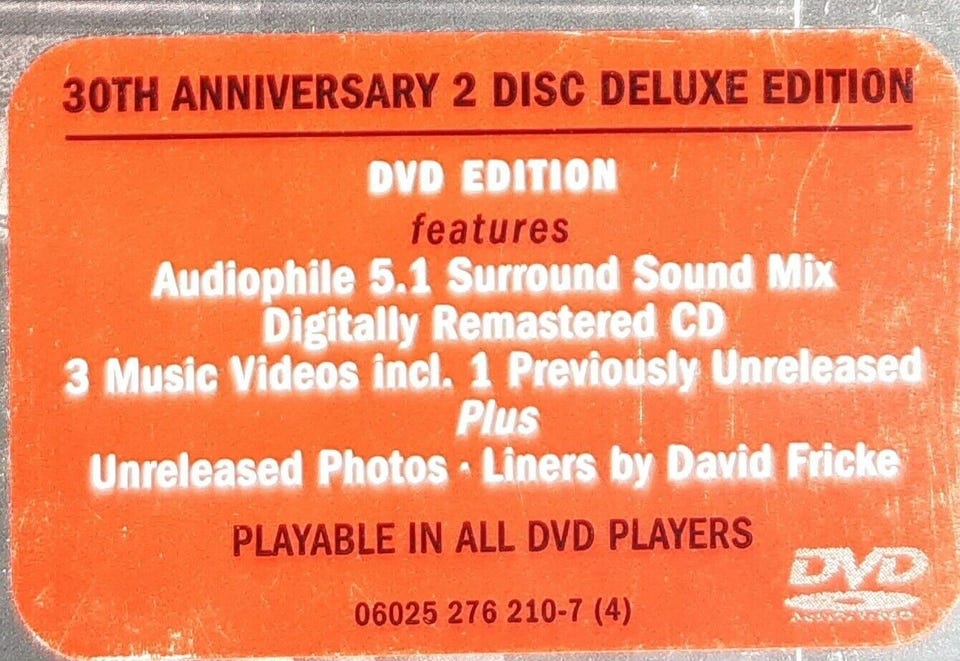 30TH ANNIVERSARY 2 DISC DELUXE EDITION
DVD EDITION
features
Audiophile 5.1 Surround Sound Mix
Digitally Remastered CD
3 Music Videos incl. 1 Previously Unreleased
Plus
Unreleased Photos · Liners by David Fricke
PLAYABLE IN ALL DVD PLAYERS
DVD
06025 276 210-7 (4)